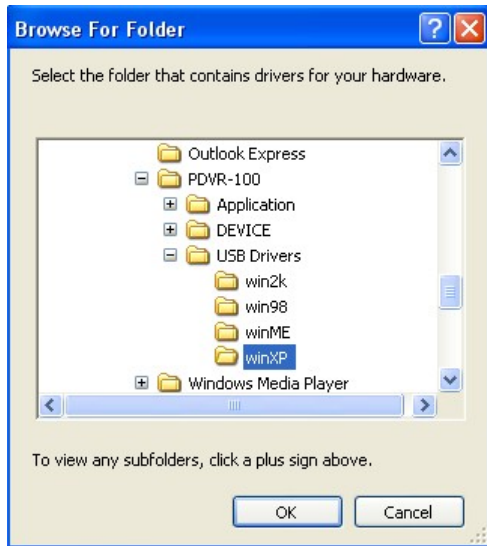 Browse For Folder
Select the folder that contains drivers for your hardware.
Outlook Express
PDVR-100
Application
DEVICE
USB Drivers
win2k
win98
winME
winXP
Windows Media Player
To view any subfolders, click a plus sign above.
OK Cancel